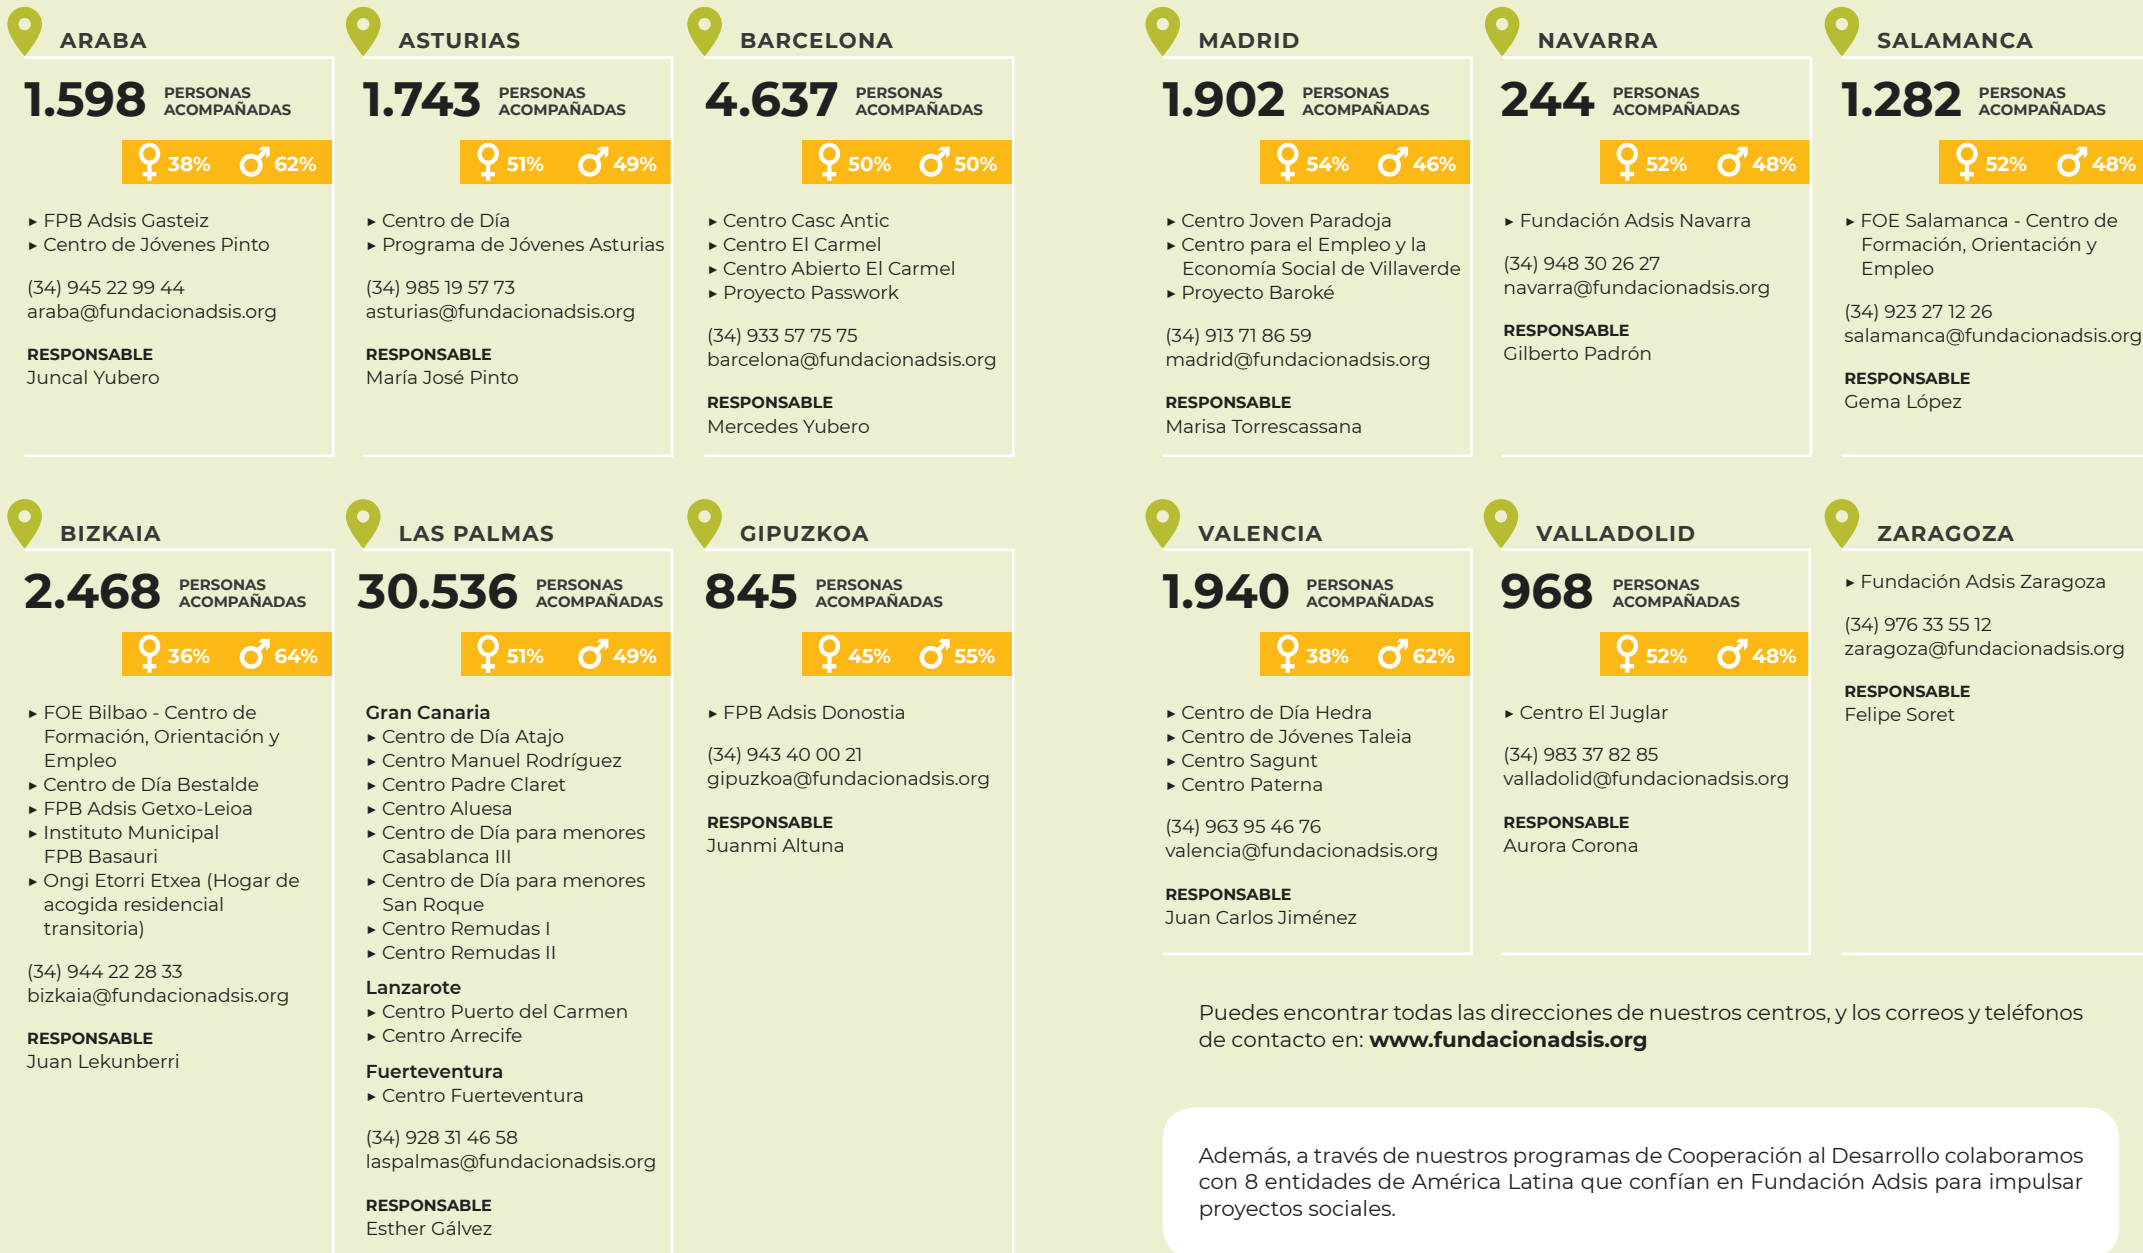 ARABA
1.598 PERSONAS
ACOMPAÑADAS
38% 62%
▸ FPB Adsis Gasteiz
▸ Centro de Jóvenes Pinto
(34) 945 22 99 44
araba@fundacionadsis.org
RESPONSABLE
Juncal Yubero
ASTURIAS
1.743 PERSONAS
ACOMPAÑADAS
51% 49%
▸ Centro de Día
▸ Programa de Jóvenes Asturias
(34) 985 19 57 73
asturias@fundacionadsis.org
RESPONSABLE
María José Pinto
BARCELONA
4.637 PERSONAS
ACOMPAÑADAS
50% 50%
▸ Centro Casc Antic
▸ Centro El Carmel
▸ Centro Abierto El Carmel
▸ Proyecto Passwork
(34) 933 57 75 75
barcelona@fundacionadsis.org
RESPONSABLE
Mercedes Yubero
BIZKAIA
2.468 PERSONAS
ACOMPAÑADAS
36% 64%
▸ FOE Bilbao - Centro de
Formación, Orientación y
Empleo
▸ Centro de Día Bestalde
▸ FPB Adsis Getxo-Leioa
▸ Instituto Municipal
FPB Basauri
▸ Ongi Etorri Etxea (Hogar de
acogida residencial
transitoria)
(34) 944 22 28 33
bizkaia@fundacionadsis.org
RESPONSABLE
Juan Lekunberri
LAS PALMAS
30.536 PERSONAS
ACOMPAÑADAS
51% 49%
Gran Canaria
▸ Centro de Día Atajo
▸ Centro Manuel Rodríguez
▸ Centro Padre Claret
▸ Centro Aluesa
▸ Centro de Día para menores
Casablanca III
▸ Centro de Día para menores
San Roque
▸ Centro Remudas I
▸ Centro Remudas II
Lanzarote
▸ Centro Puerto del Carmen
▸ Centro Arrecife
Fuerteventura
▸ Centro Fuerteventura
(34) 928 31 46 58
laspalmas@fundacionadsis.org
RESPONSABLE
Esther Gálvez
GIPUZKOA
845 PERSONAS
ACOMPAÑADAS
45% 55%
▸ FPB Adsis Donostia
(34) 943 40 00 21
gipuzkoa@fundacionadsis.org
RESPONSABLE
Juanmi Altuna
MADRID
1.902 PERSONAS
ACOMPAÑADAS
54% 46%
▸ Centro Joven Paradoja
▸ Centro para el Empleo y la
Economía Social de Villaverde
▸ Proyecto Baroké
(34) 913 71 86 59
madrid@fundacionadsis.org
RESPONSABLE
Marisa Torrescassana
NAVARRA
244 PERSONAS
ACOMPAÑADAS
52% 48%
▸ Fundación Adsis Navarra
(34) 948 30 26 27
navarra@fundacionadsis.org
RESPONSABLE
Gilberto Padrón
SALAMANCA
1.282 PERSONAS
ACOMPAÑADAS
52% 48%
▸ FOE Salamanca - Centro de
Formación, Orientación y
Empleo
(34) 923 27 12 26
salamanca@fundacionadsis.org
RESPONSABLE
Gema López
VALENCIA
1.940 PERSONAS
ACOMPAÑADAS
38% 62%
▸ Centro de Día Hedra
▸ Centro de Jóvenes Taleia
▸ Centro Sagunt
▸ Centro Paterna
(34) 963 95 46 76
valencia@fundacionadsis.org
RESPONSABLE
Juan Carlos Jiménez
VALLADOLID
968 PERSONAS
ACOMPAÑADAS
52% 48%
▸ Centro El Juglar
(34) 983 37 82 85
valladolid@fundacionadsis.org
RESPONSABLE
Aurora Corona
ZARAGOZA
▸ Fundación Adsis Zaragoza
(34) 976 33 55 12
zaragoza@fundacionadsis.org
RESPONSABLE
Felipe Soret
Puedes encontrar todas las direcciones de nuestros centros, y los correos y teléfonos
de contacto en: www.fundacionadsis.org
Además, a través de nuestros programas de Cooperación al Desarrollo colaboramos
con 8 entidades de América Latina que confían en Fundación Adsis para impulsar
proyectos sociales.